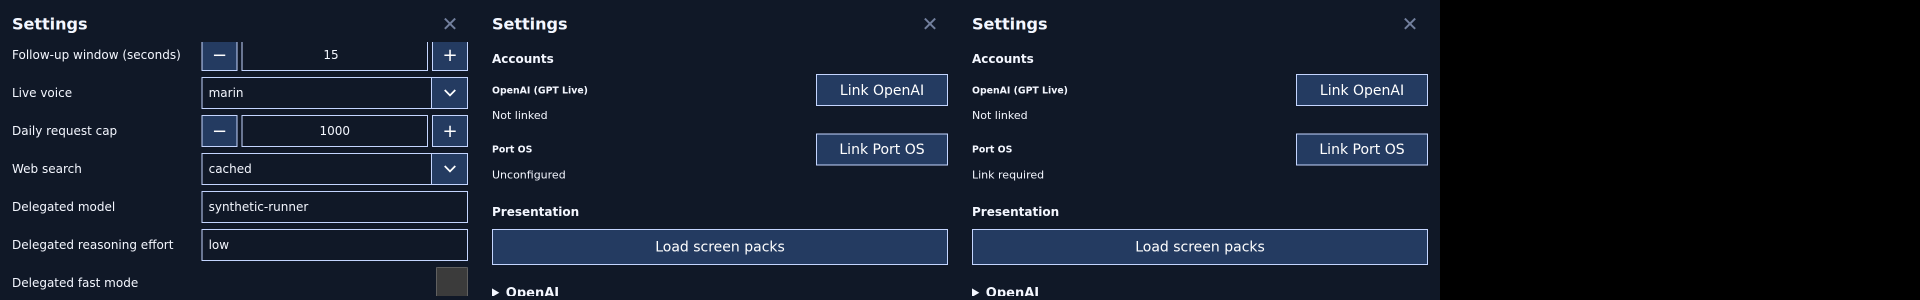 Settings ✕
Follow-up window (seconds) − 15 +
Live voice marin
Daily request cap − 1000 +
Web search cached
Delegated model synthetic-runner
Delegated reasoning effort low
Delegated fast mode
Settings ✕
Accounts
OpenAI (GPT Live) Link OpenAI
Not linked
Port OS Link Port OS
Unconfigured
Presentation
Load screen packs
OpenAI
Settings ✕
Accounts
OpenAI (GPT Live) Link OpenAI
Not linked
Port OS Link Port OS
Link required
Presentation
Load screen packs
OpenAI